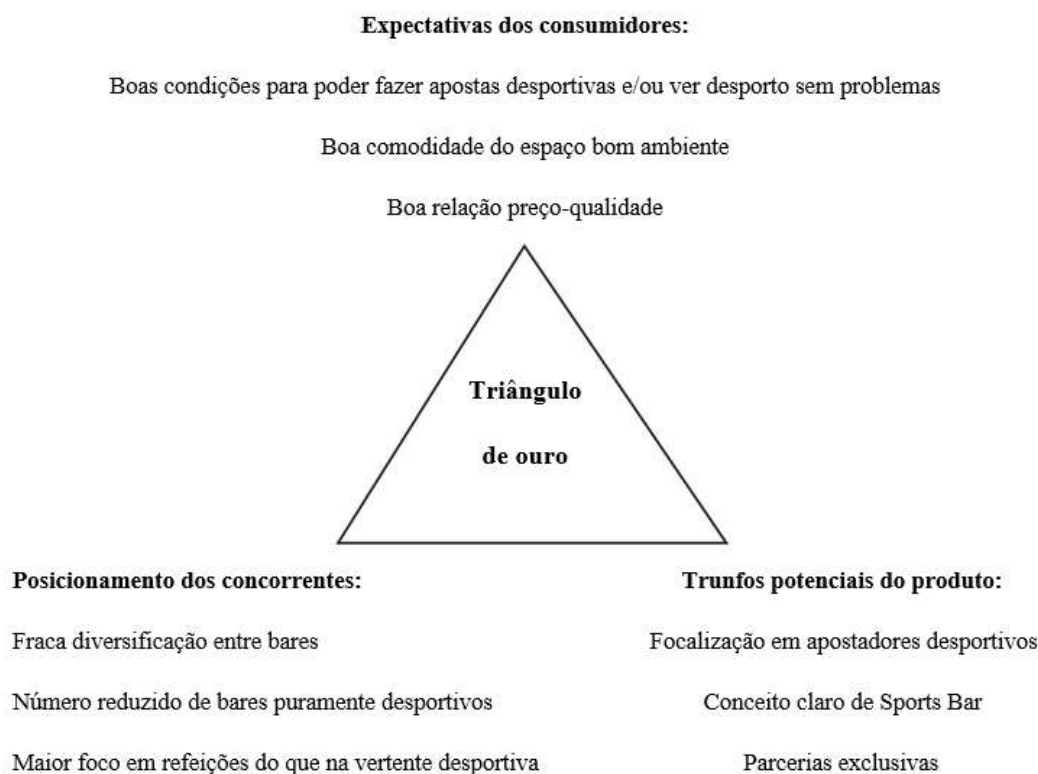 Expectativas dos consumidores:
Boas condições para poder fazer apostas desportivas e/ou ver desporto sem problemas
Boa comodidade do espaço bom ambiente
Boa relação preço-qualidade
Triângulo
de ouro
Posicionamento dos concorrentes:
Fraca diversificação entre bares
Número reduzido de bares puramente desportivos
Maior foco em refeições do que na vertente desportiva
Trunfos potenciais do produto:
Focalização em apostadores desportivos
Conceito claro de Sports Bar
Parcerias exclusivas